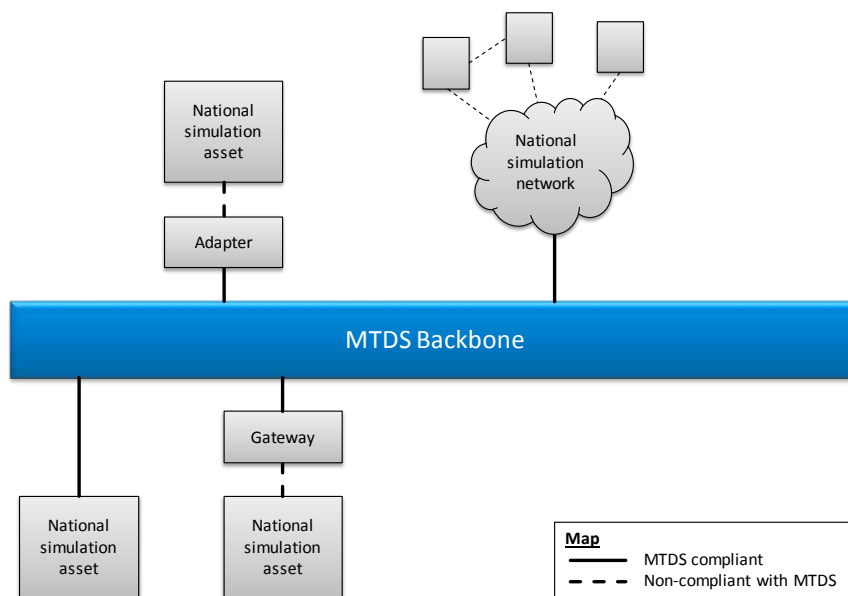 National
simulation
asset
Adapter
National
simulation
network
MTDS Backbone
Gateway
National
simulation
asset
National
simulation
asset
Map
MTDS compliant
Non-compliant with MTDS